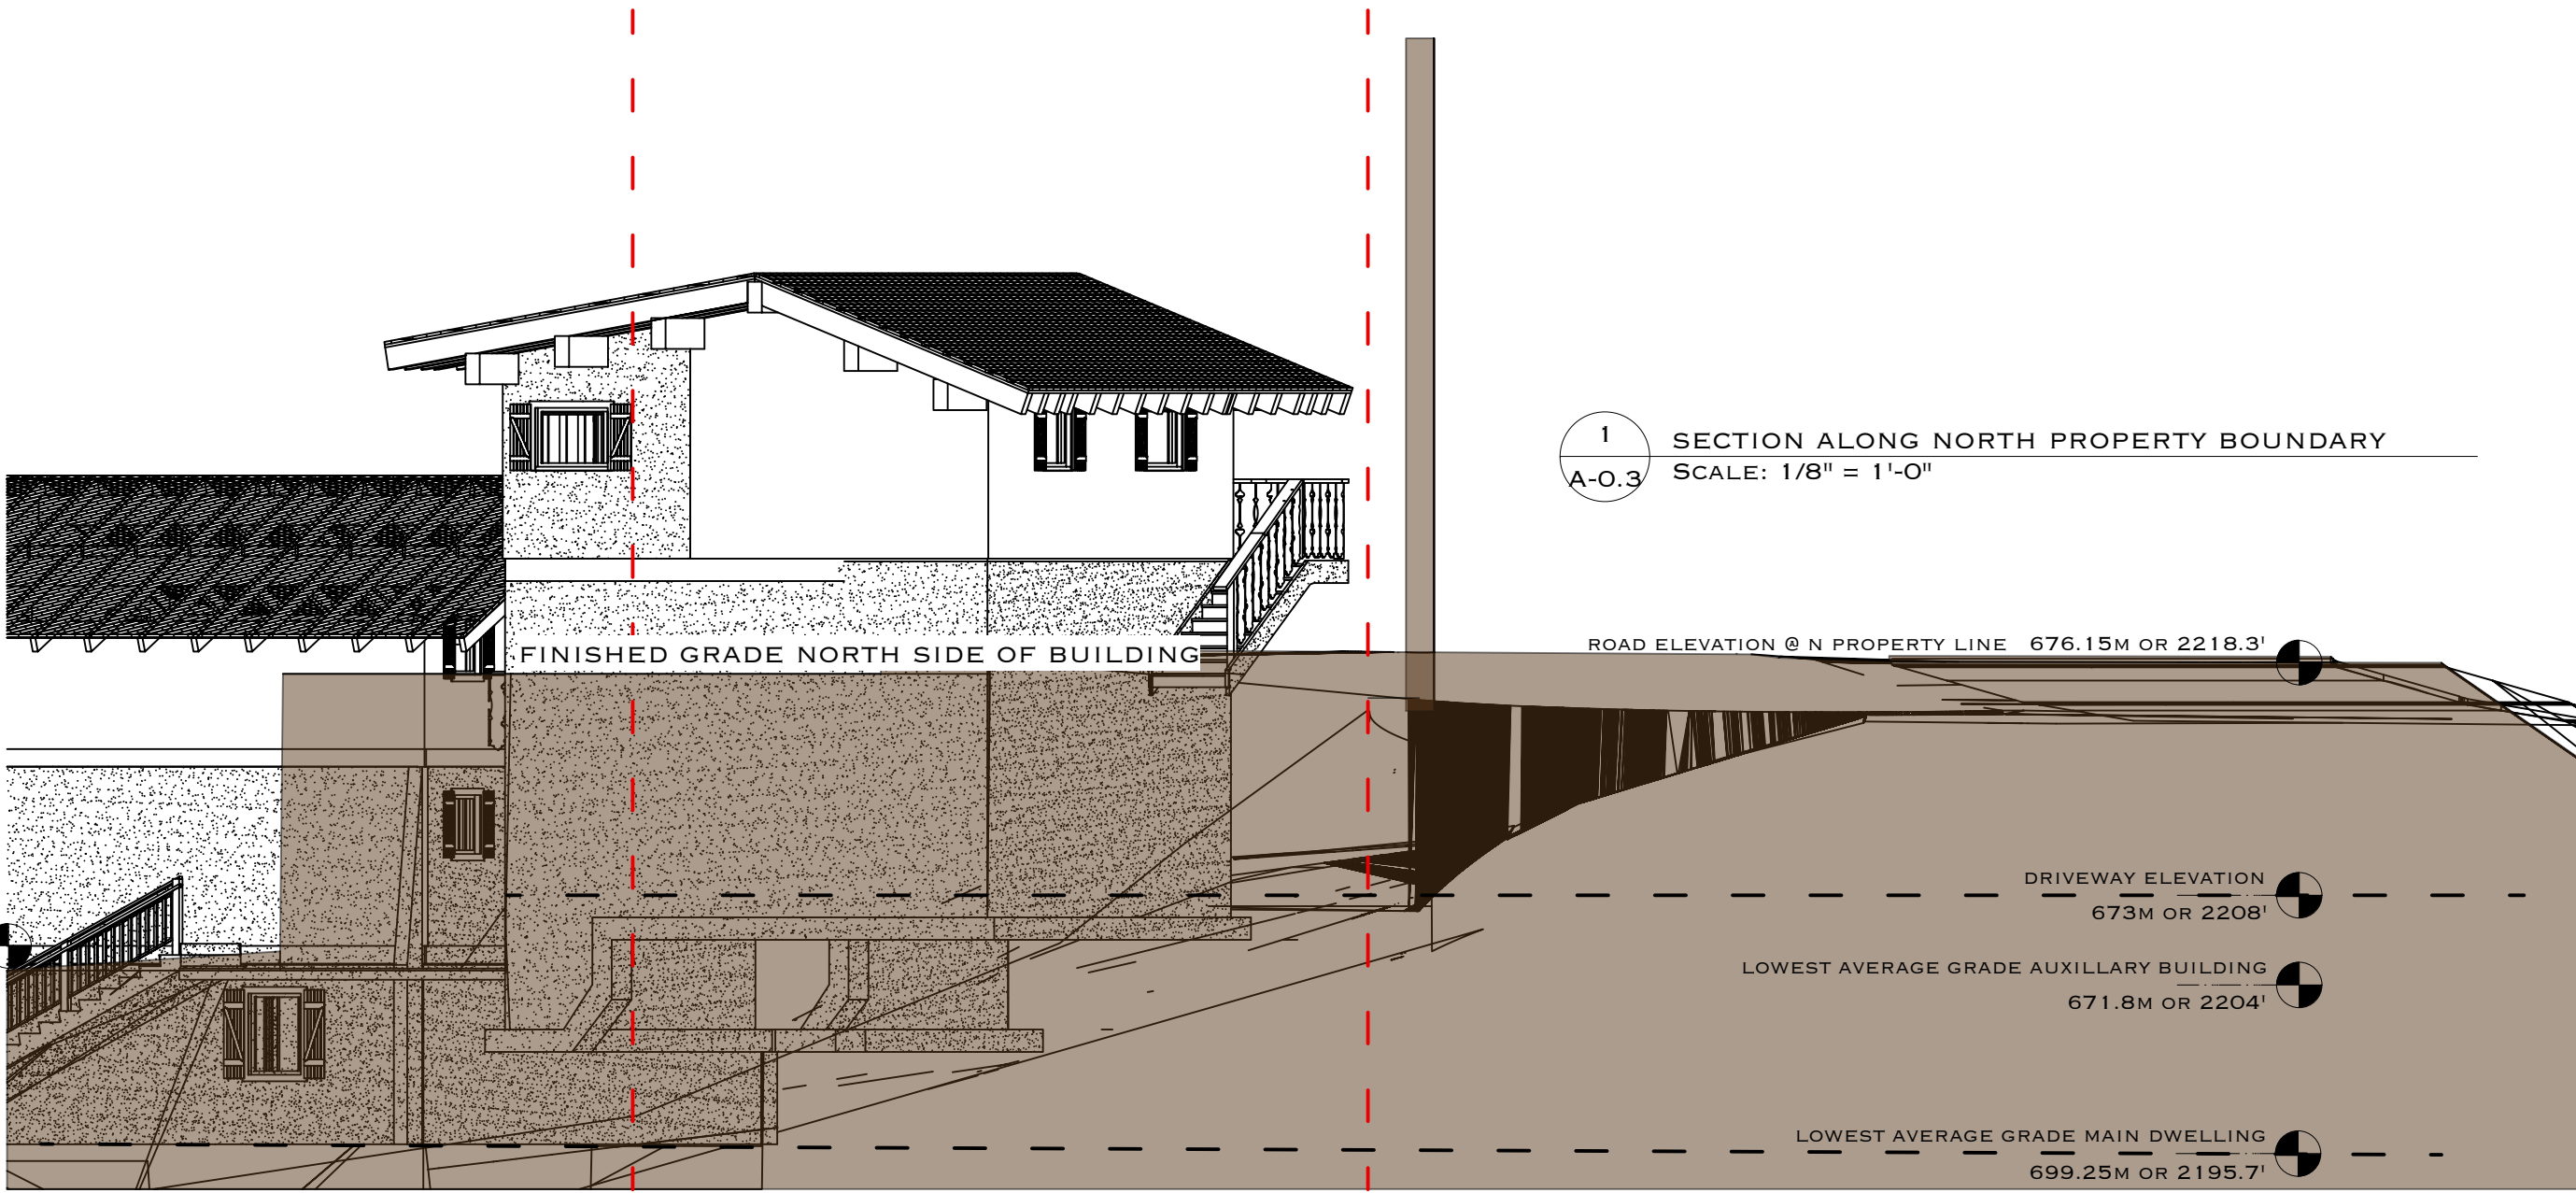 1
SECTION ALONG NORTH PROPERTY BOUNDARY
A-0.3
SCALE: 1/8" = 1'-0"
FINISHED GRADE NORTH SIDE OF BUILDING
ROAD ELEVATION @ N PROPERTY LINE 676.15M OR 2218.3'
DRIVEWAY ELEVATION
673M OR 2208'
LOWEST AVERAGE GRADE AUXILLARY BUILDING
671.8M OR 2204'
LOWEST AVERAGE GRADE MAIN DWELLING
699.25M OR 2195.7'